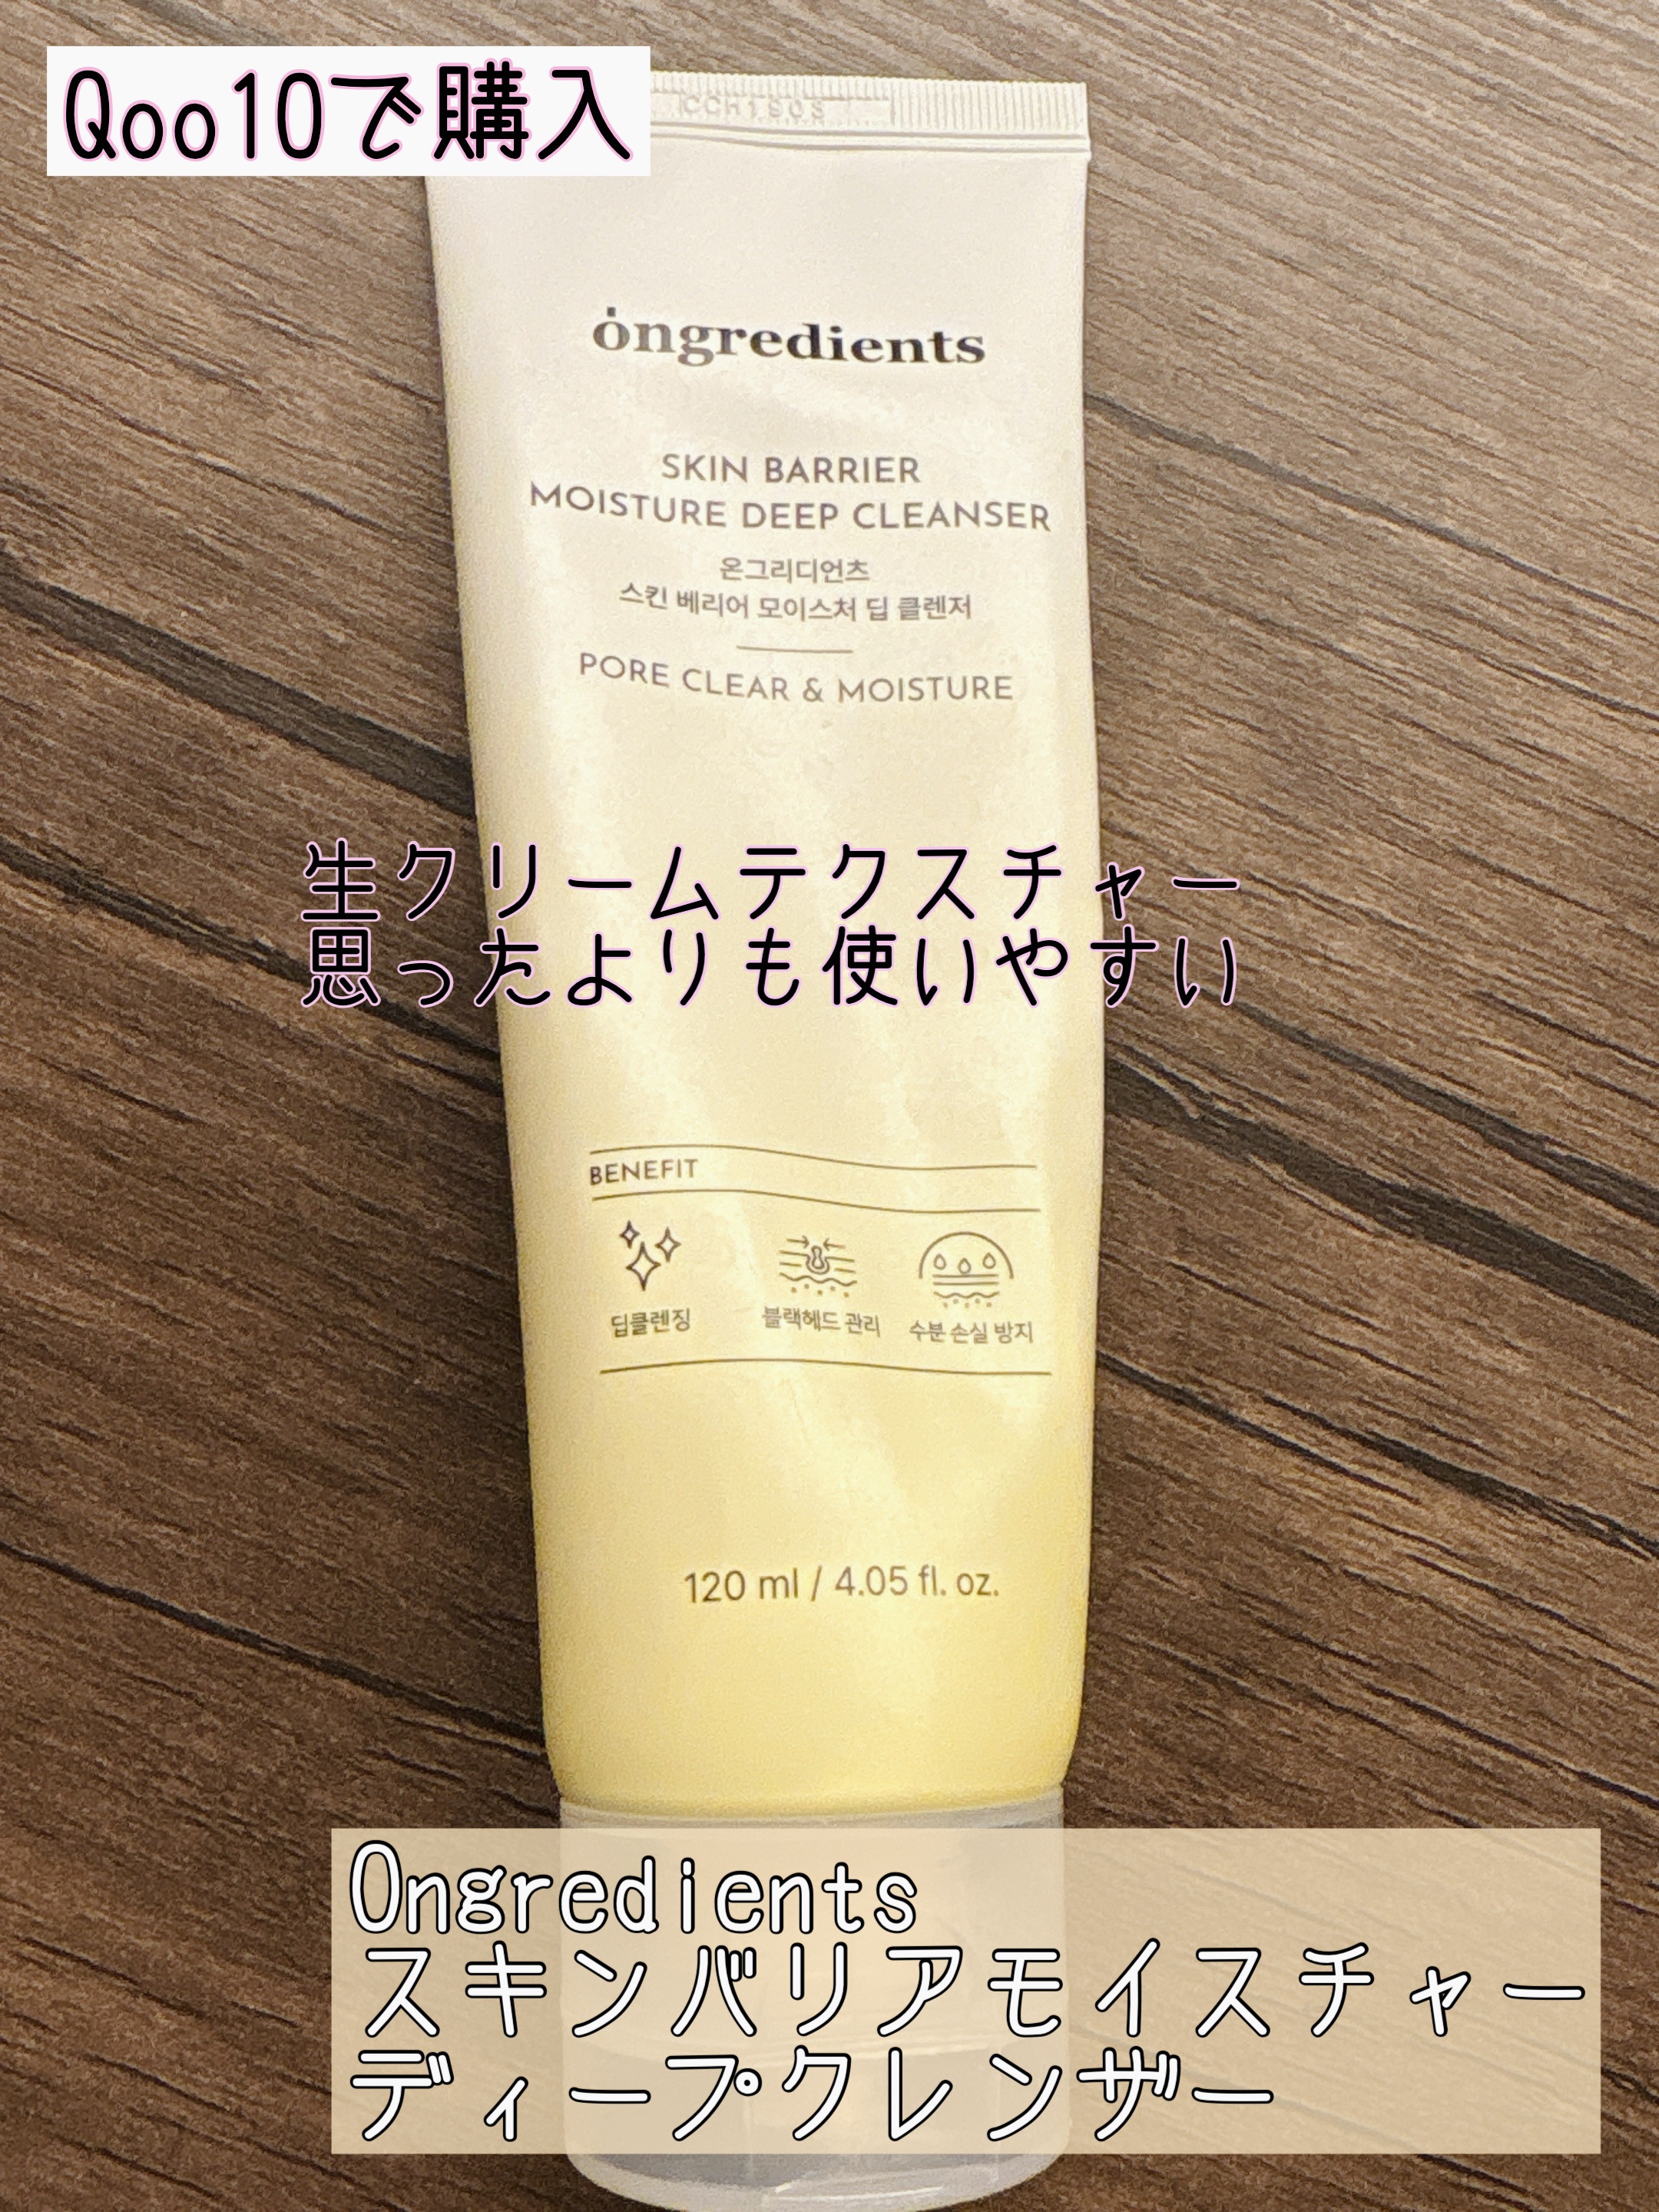 Qoo10で購入
ongredients
SKIN BARRIER
MOISTURE DEEP CLEANSER
온그리디언츠
스킨 베리어 모이스처 딥 클렌저
PORE CLEAR & MOISTURE
生クリームテクスチャー
思ったよりも使いやすい
BENEFIT
딥클렌징 블랙헤드 관리 수분 손실 방지
120 ml / 4.05 fl. oz.
Ongredients
スキンバリアモイスチャー
ディープクレンザー